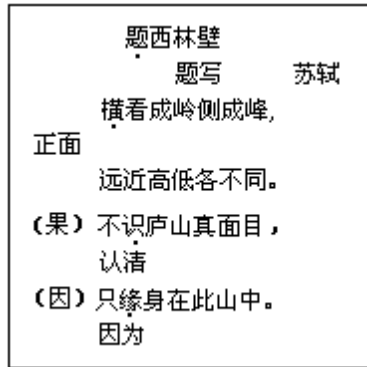 题西林壁
题写 苏轼
横看成岭侧成峰,
正面
远近高低各不同。
(果) 不识庐山真面目，
认清
(因) 只缘身在此山中。
因为